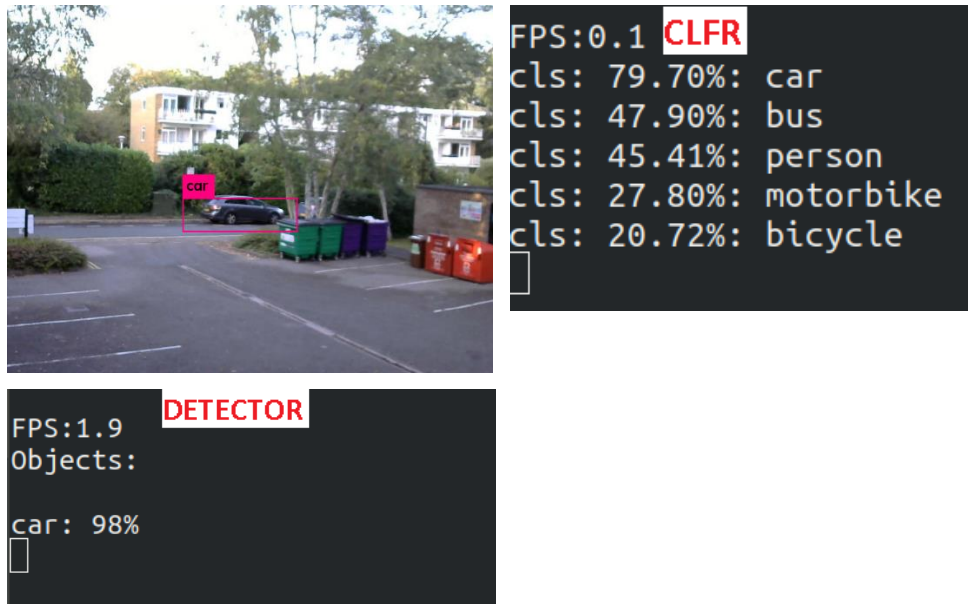 car
FPS:0.1 CLFR
cls: 79.70%: car
cls: 47.90%: bus
cls: 45.41%: person
cls: 27.80%: motorbike
cls: 20.72%: bicycle
DETECTOR
FPS:1.9
Objects:
car: 98%